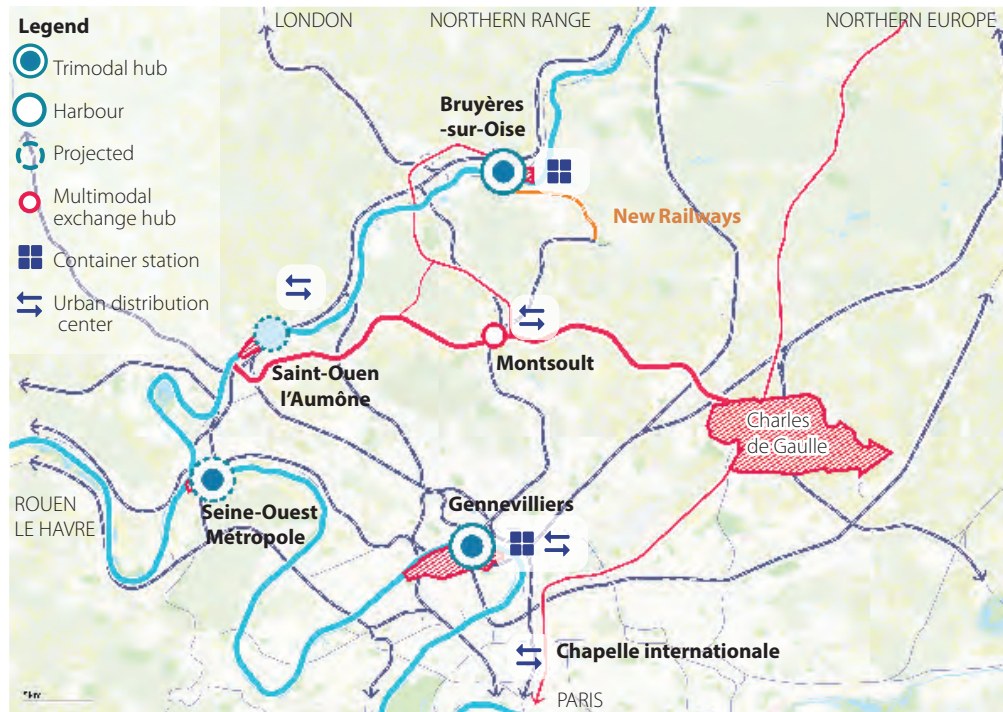 LONDON
NORTHERN RANGE
NORTHERN EUROPE
Legend
Trimodal hub
Harbour
Projected
Multimodal
exchange hub
Container station
Urban distribution
center
Bruyères
-sur-Oise
New Railways
Saint-Ouen
l’Aumône
Montsoult
Charles
de Gaulle
ROUEN
LE HAVRE
Seine-Ouest
Métropole
Gennevilliers
Chapelle internationale
PARIS